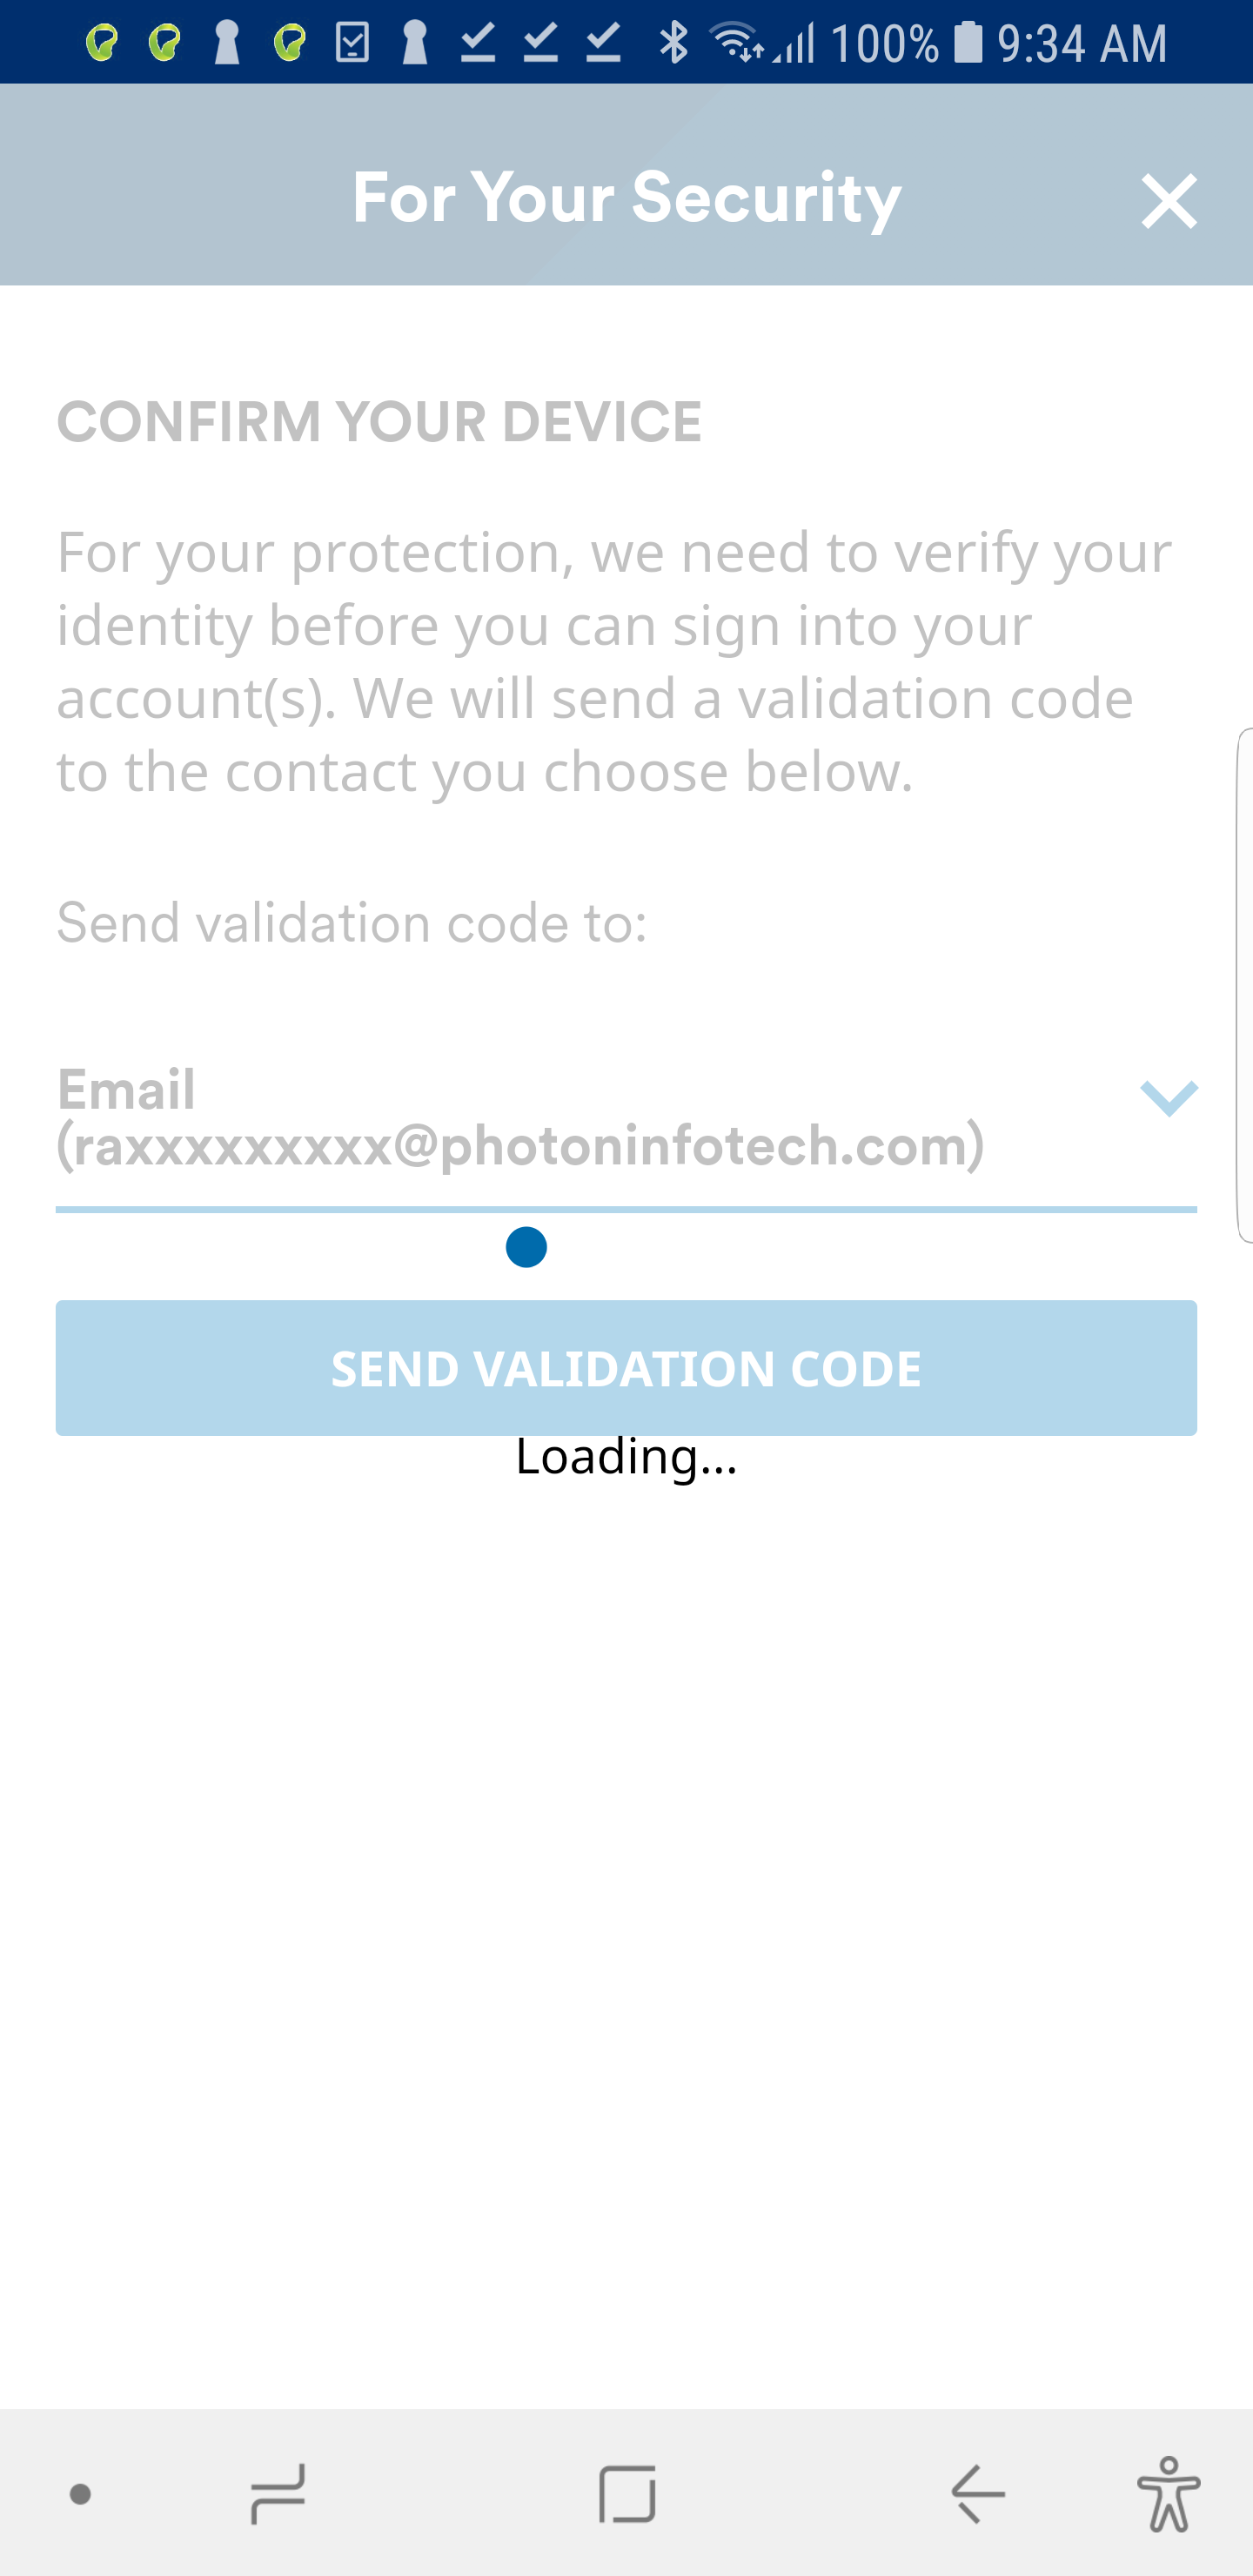 100% 9:34 AM
For Your Security
CONFIRM YOUR DEVICE
For your protection, we need to verify your
identity before you can sign into your
account(s). We will send a validation code
to the contact you choose below.
Send validation code to:
Email
(raxxxxxxxxxx@photoninfotech.com)
SEND VALIDATION CODE
Loading...